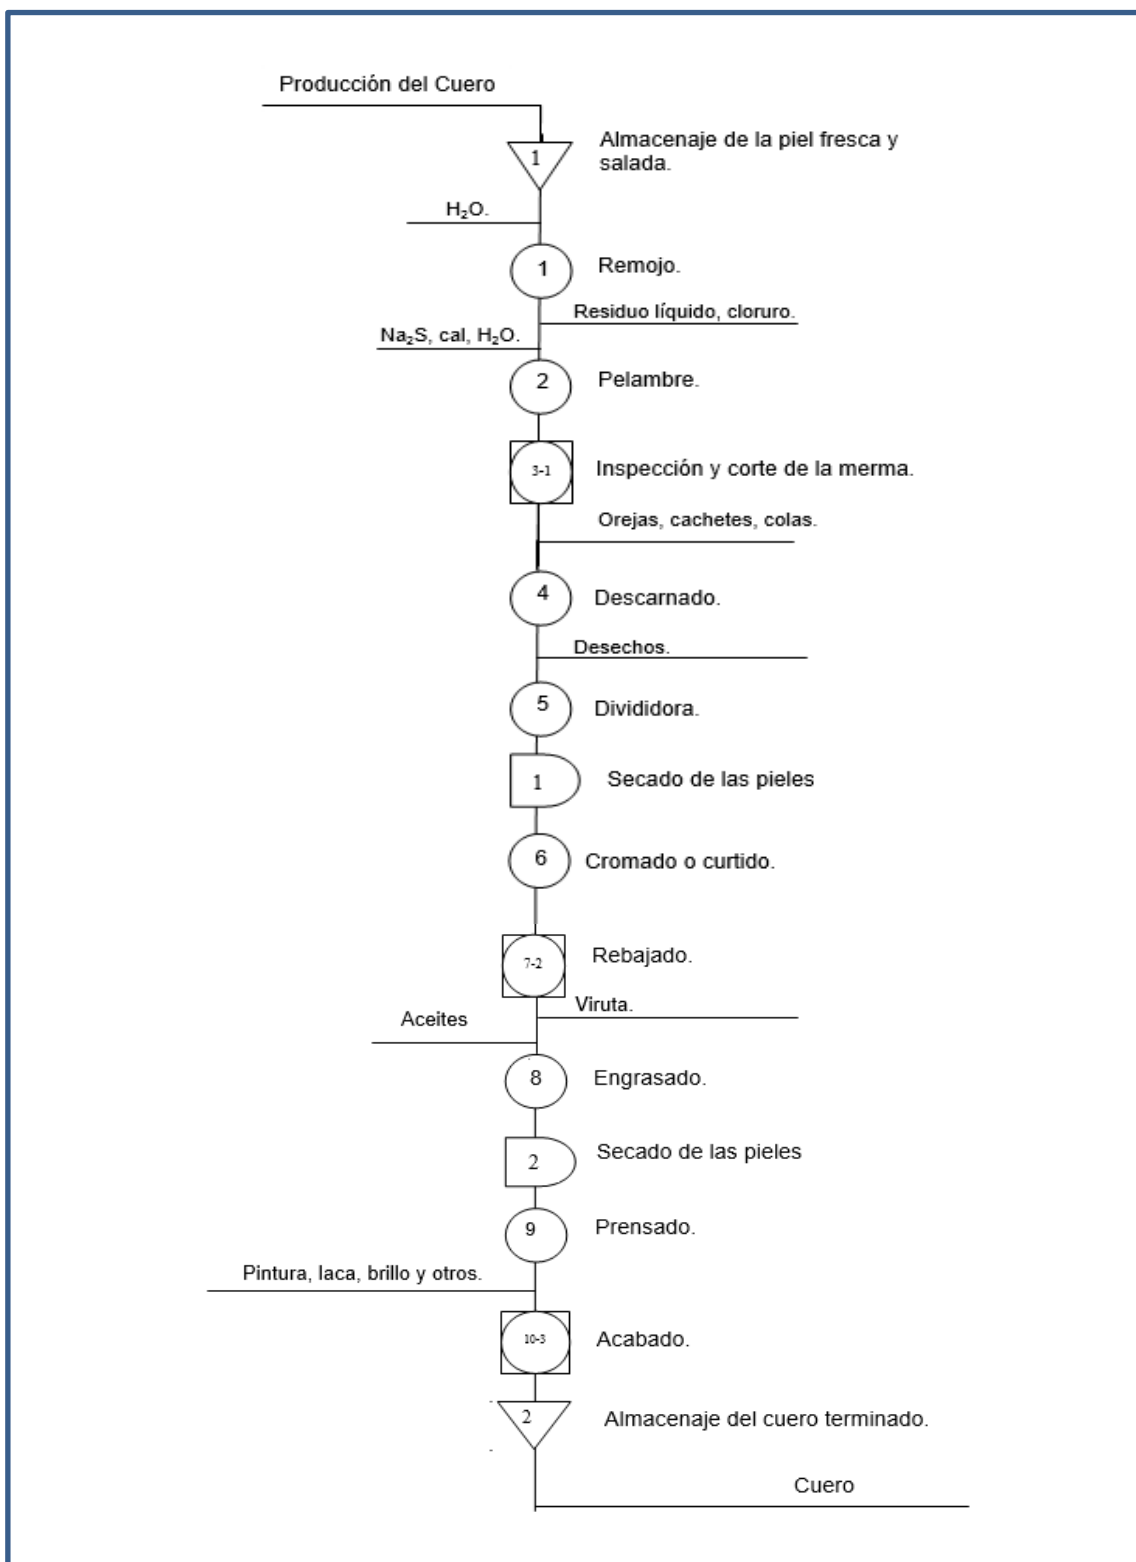 Producción del Cuero
1
Almacenaje de la piel fresca y
salada.
H₂O.
1
Remojo.
Residuo líquido, cloruro.
Na₂S, cal, H₂O.
2
Pelambre.
3-1
Inspección y corte de la merma.
Orejas, cachetes, colas.
4
Descarnado.
Desechos.
5
Divididora.
1
Secado de las pieles
6
Cromado o curtido.
7-2
Rebajado.
Viruta.
Aceites
8
Engrasado.
2
Secado de las pieles
9
Prensado.
Pintura, laca, brillo y otros.
10-3
Acabado.
2
Almacenaje del cuero terminado.
Cuero